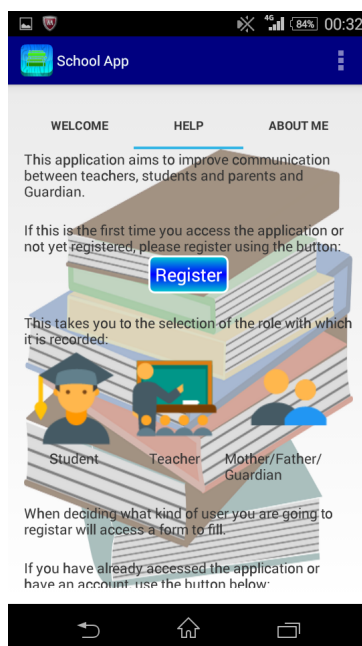 4G 84% 00:32
School App
WELCOME HELP ABOUT ME
This application aims to improve communication
between teachers, students and parents and
Guardian.
If this is the first time you access the application or
not yet registered, please register using the button:
Register
This takes you to the selection of the role with which
it is recorded:
Student Teacher Mother/Father/
Guardian
When deciding what kind of user you are going to
registar will access a form to fill.
If you have already accessed the application or
have an account, use the button below: